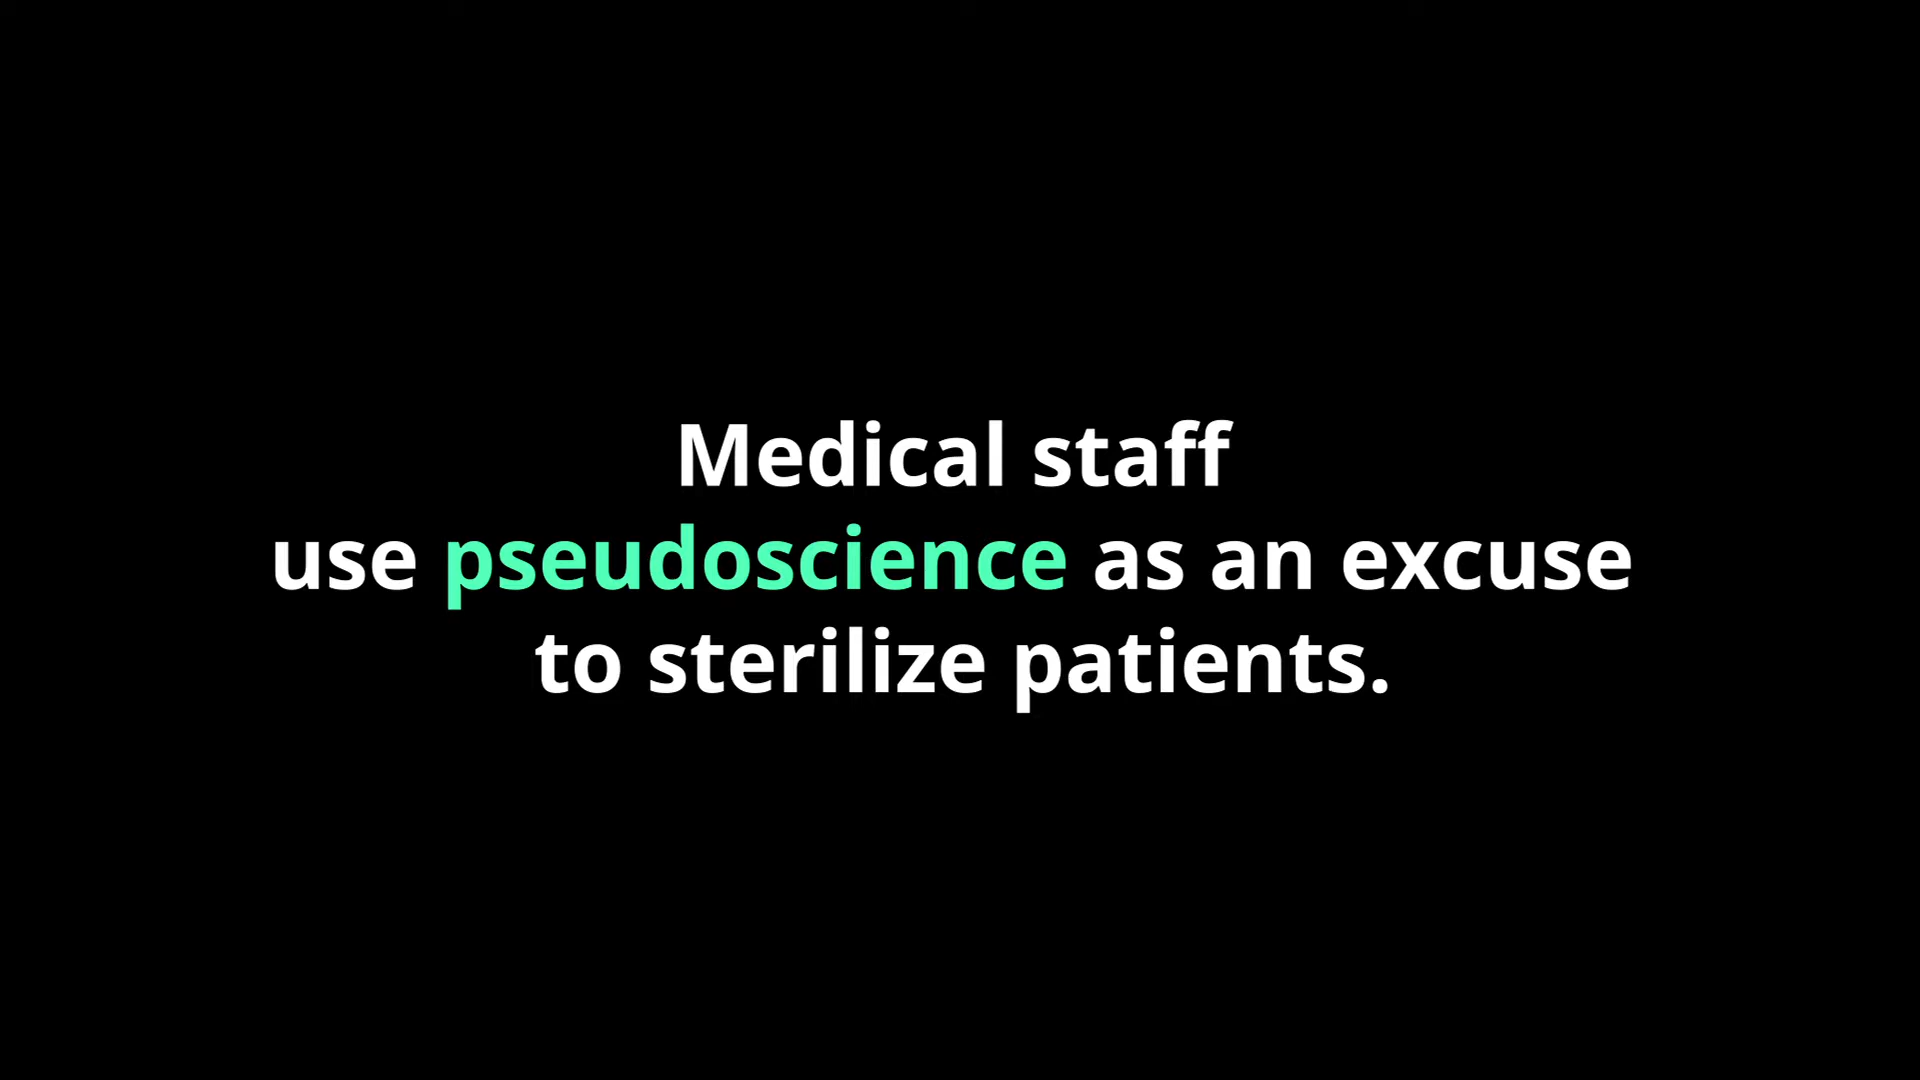 Medical staff
use pseudoscience as an excuse
to sterilize patients.